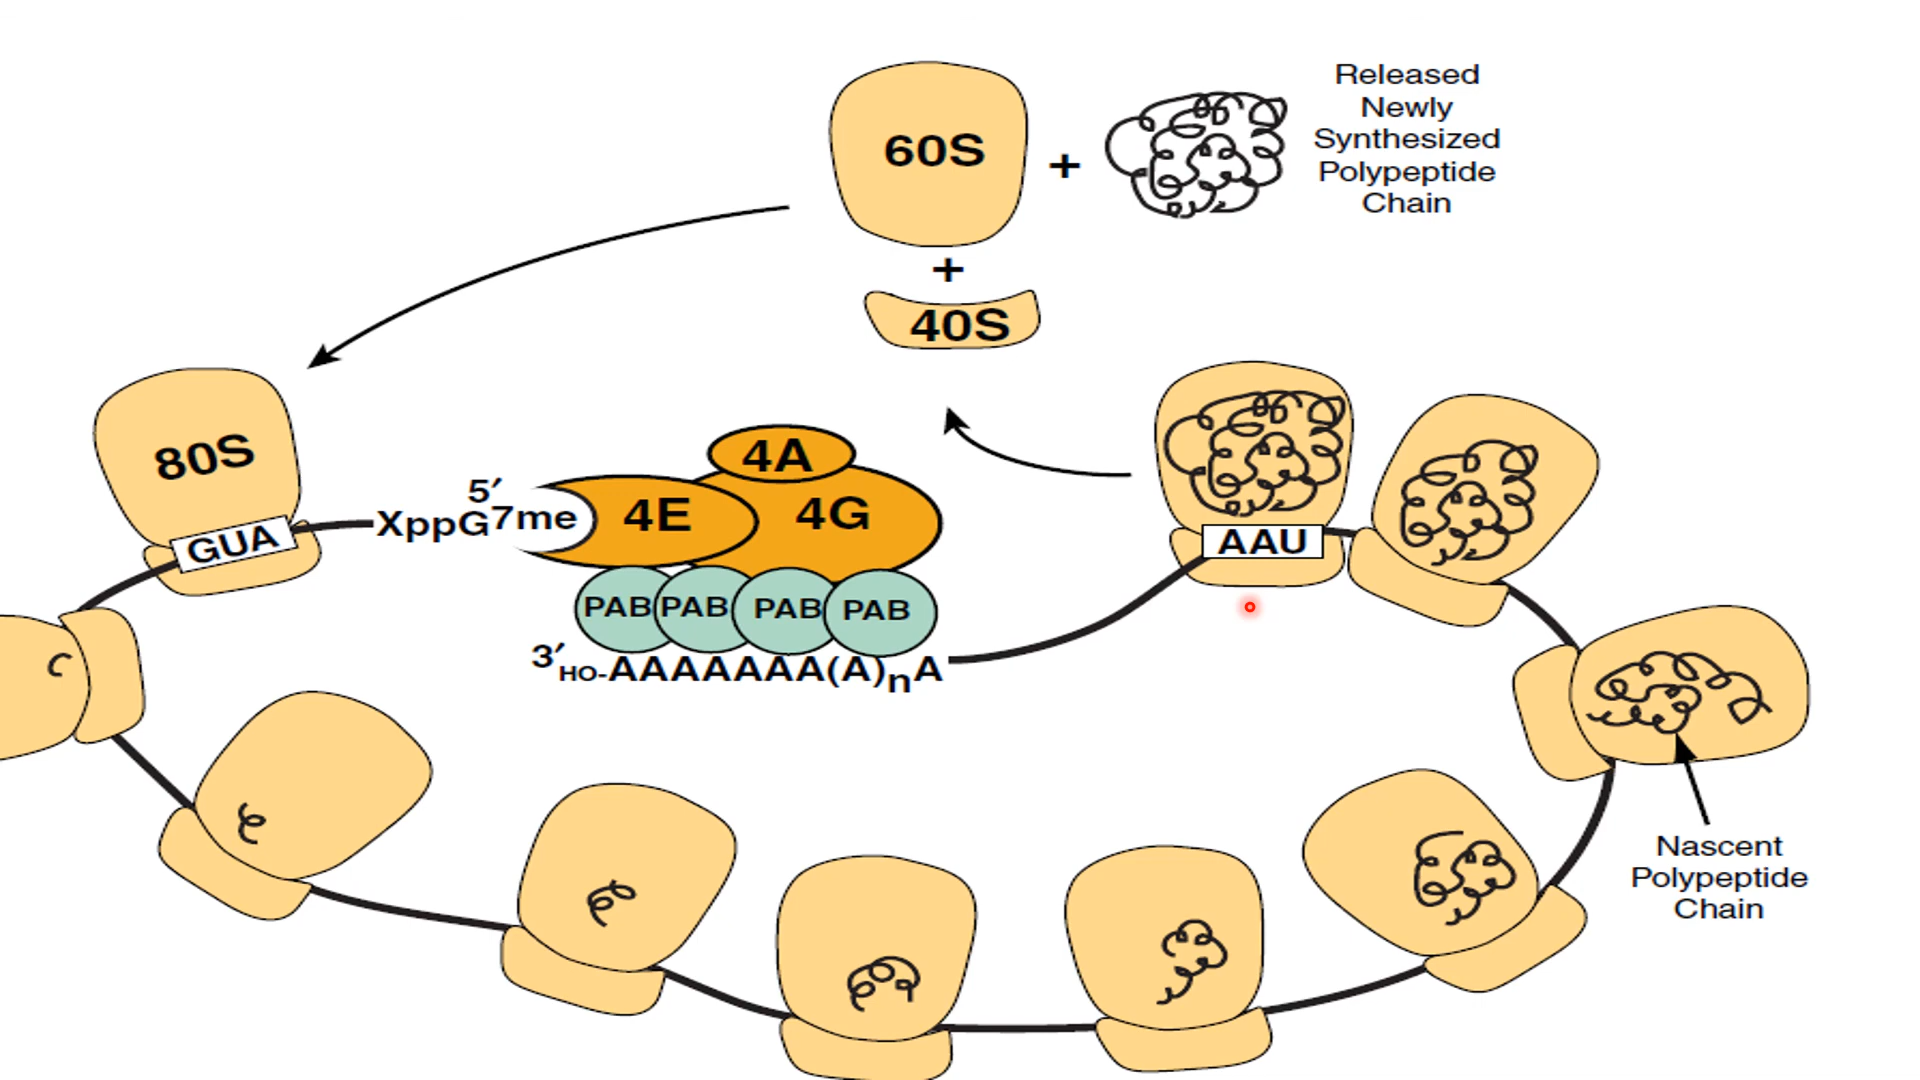 60S
+
Released
Newly
Synthesized
Polypeptide
Chain
+
40S
80S
GUA
5′
XppG7me
4E
4A
4G
PAB PAB PAB PAB
3′HO-AAAAAAA(A)nA
AAU
Nascent
Polypeptide
Chain